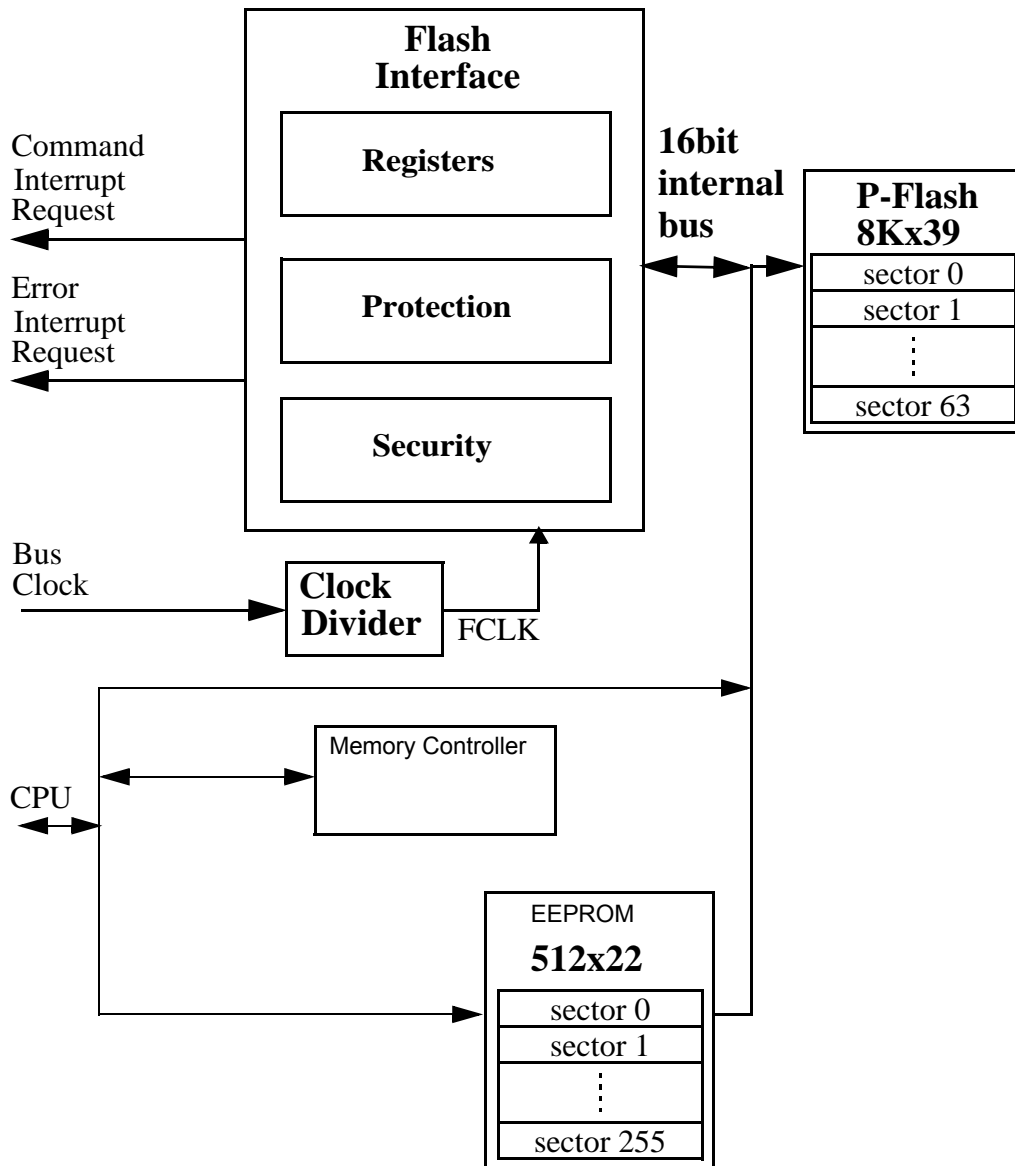 Flash
Interface
Registers
Protection
Security
Command
Interrupt
Request
Error
Interrupt
Request
16bit
internal
bus
P-Flash
8Kx39
sector 0
sector 1
sector 63
Bus
Clock
Clock
Divider
FCLK
Memory Controller
CPU
EEPROM
512x22
sector 0
sector 1
sector 255